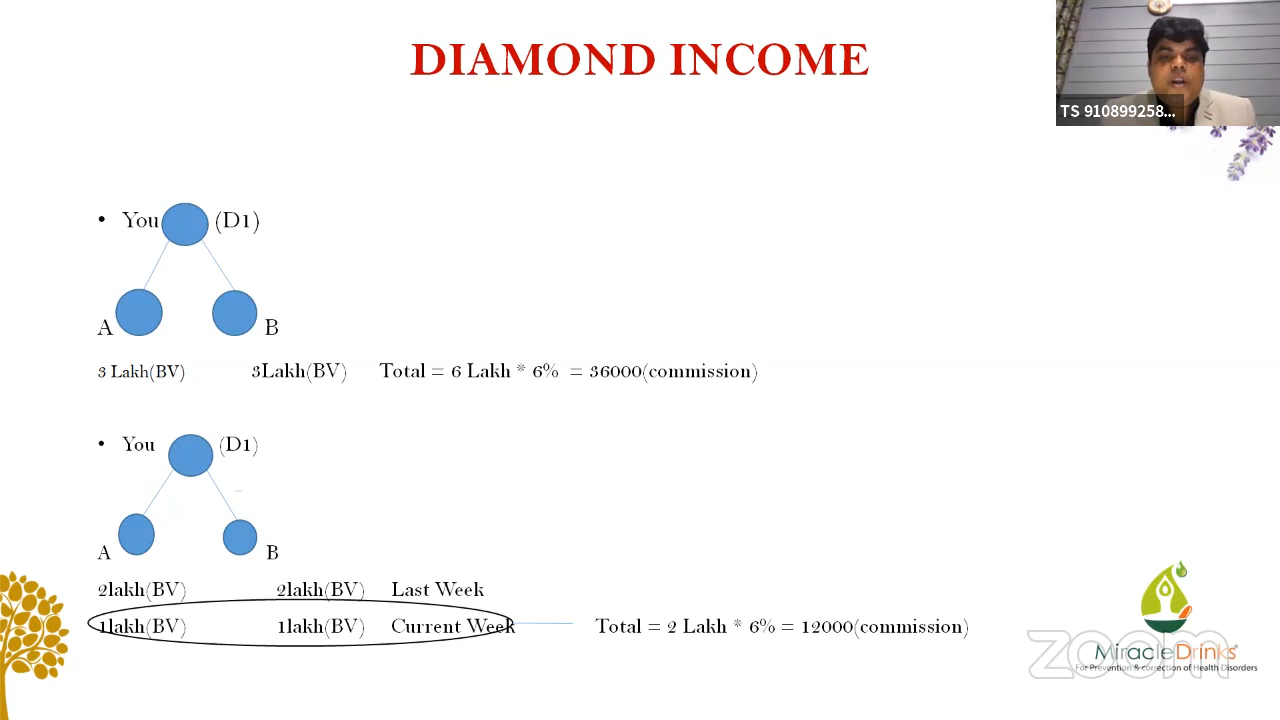 DIAMOND INCOME
TS 910899258...
• You (D1)
A B
3 Lakh(BV) 3Lakh(BV) Total = 6 Lakh * 6% = 36000(commission)
• You (D1)
A B
2lakh(BV) 2lakh(BV) Last Week
1lakh(BV) 1lakh(BV) Current Week Total = 2 Lakh * 6% = 12000(commission)
MiracleDrinks
For Prevention & correction of Health Disorders
zoom